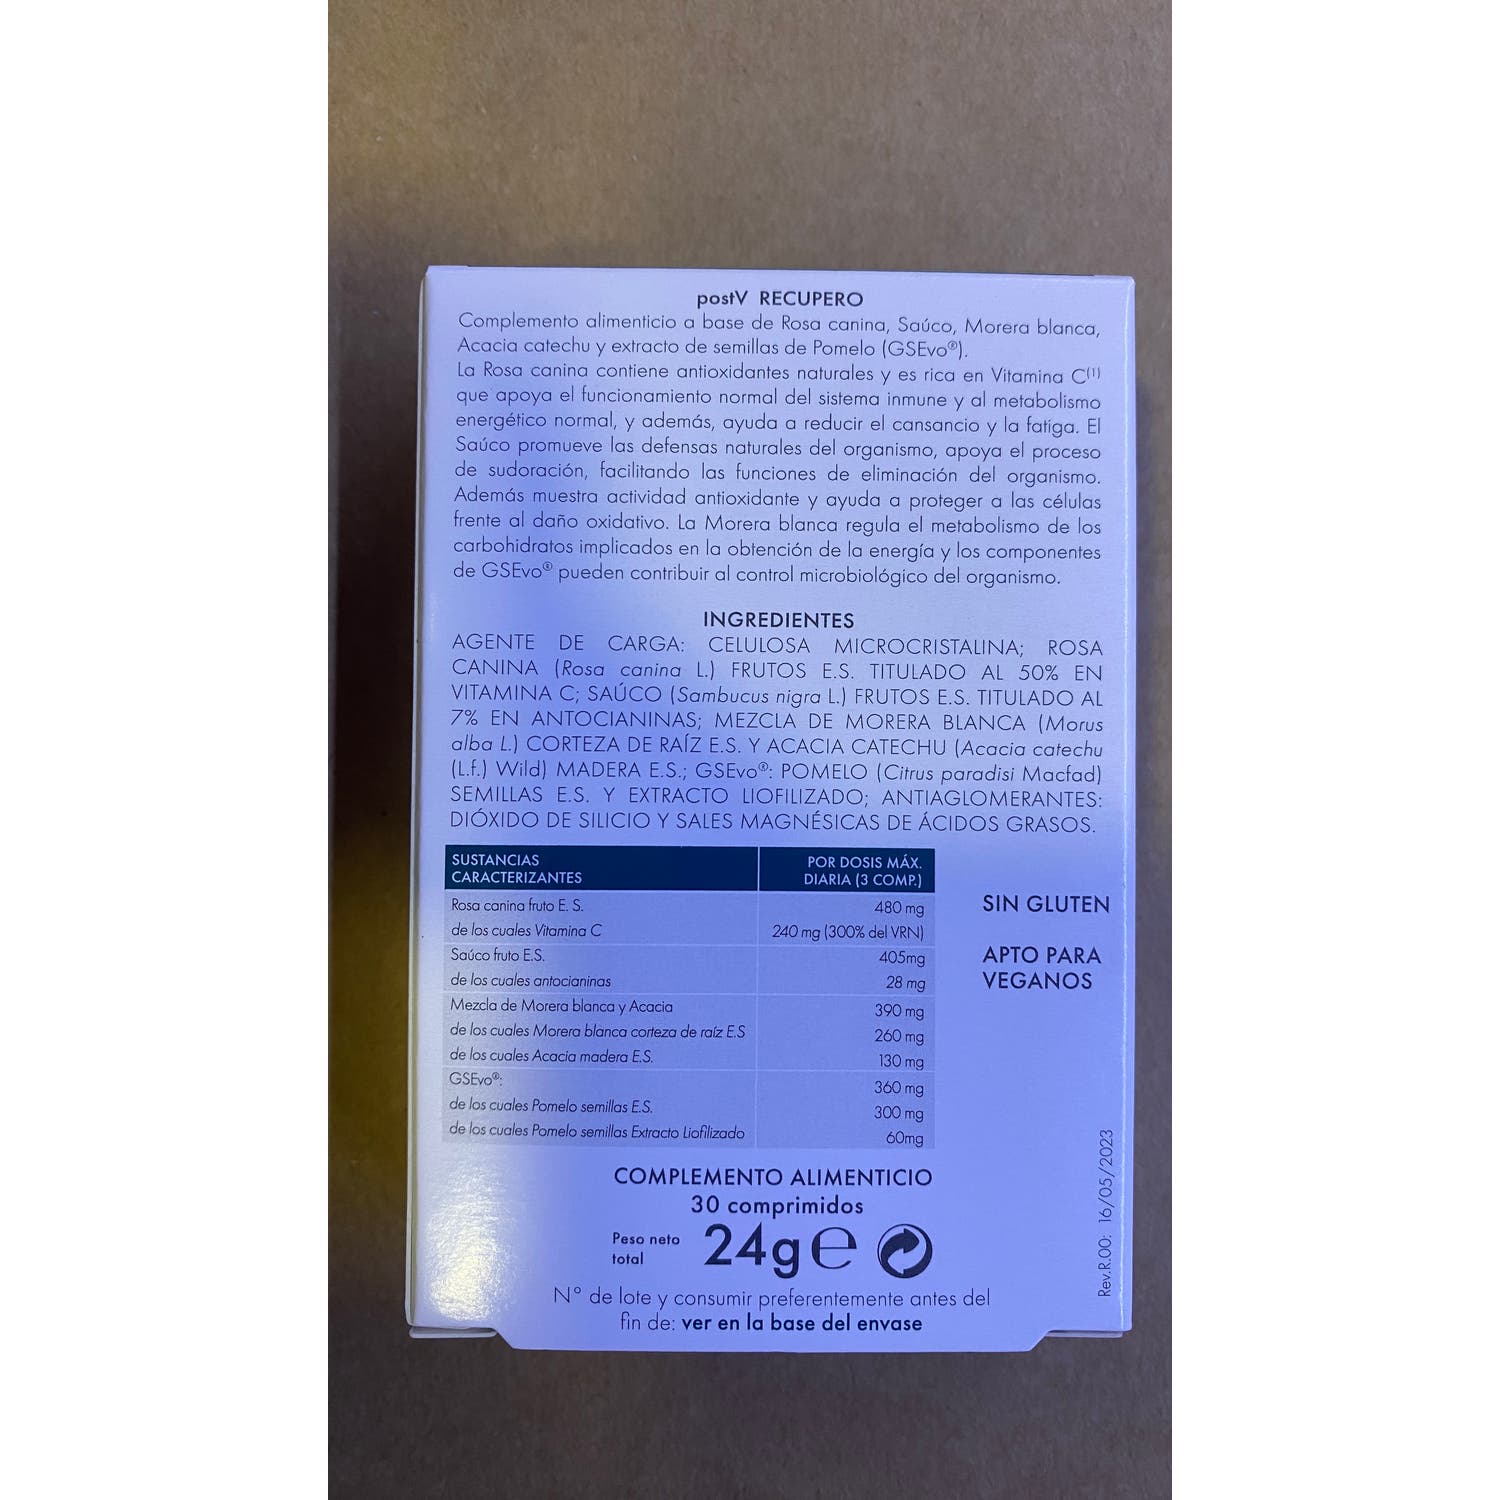 postV RECUPERO
Complemento alimenticio a base de Rosa canina, Saúco, Morera blanca,
Acacia catechu y extracto de semillas de Pomelo (GSEvo®).
La Rosa canina contiene antioxidantes naturales y es rica en Vitamina C(1)
que apoya el funcionamiento normal del sistema inmune y al metabolismo
energético normal, y además, ayuda a reducir el cansancio y la fatíga. El
Saúco promueve las defensas naturales del organismo, apoya el proceso
de sudoración, facilitando las funciones de eliminación del organismo.
Además muestra actividad antioxidante y ayuda a proteger a las células
frente al daño oxidativo. La Morera blanca regula el metabolismo de los
carbohidratos implicados en la obtención de la energía y los componentes
de GSEvo® pueden contribuir al control microbiológico del organismo.
INGREDIENTES
AGENTE DE CARGA: CELULOSA MICROCRISTALINA; ROSA
CANINA (Rosa canina L.) FRUTOS E.S. TITULADO AL 50% EN
VITAMINA C; SAÚCO (Sambucus nigra L.) FRUTOS E.S. TITULADO AL
7% EN ANTOCIANINAS; MEZCLA DE MORERA BLANCA (Morus
alba L.) CORTEZA DE RAÍZ E.S. Y ACACIA CATECHU (Acacia catechu
(L.f.) Wild) MADERA E.S.; GSEvo®: POMELO (Citrus paradisi Macfad)
SEMILLAS E.S. Y EXTRACTO LIOFILIZADO; ANTIAGLOMERANTES:
DIÓXIDO DE SILICIO Y SALES MAGNÉSICAS DE ÁCIDOS GRASOS.
SUSTANCIAS CARACTERIZANTES POR DOSIS MÁX. DIARIA (3 COMP.)
Rosa canina fruto E. S. 480 mg
de los cuales Vitamina C 240 mg (300% del VRN)
Saúco fruto E.S. 405mg
de los cuales antocianinas 28 mg
Mezcla de Morera blanca y Acacia 390 mg
de los cuales Morera blanca corteza de raíz E.S 260 mg
de los cuales Acacia madera E.S. 130 mg
GSEvo®: 360 mg
de los cuales Pomelo semillas E.S. 300 mg
de los cuales Pomelo semillas Extracto Liofilizado 60mg
SIN GLUTEN
APTO PARA
VEGANOS
COMPLEMENTO ALIMENTICIO
30 comprimidos
Peso neto total 24g e
N° de lote y consumir preferentemente antes del
fin de: ver en la base del envase
Rev.R.00: 16/05/2023